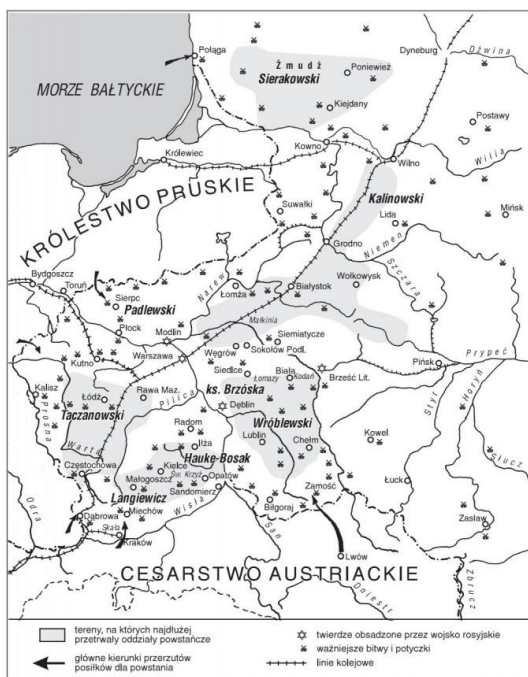 Połąga
Żmudź
Sierakowski
Poniewież
Dyneburg
Dźwina
MORZE BAŁTYCKIE
Kiejdany
Postawy
Królewiec
Kowno
Wilno
Wilia
KRÓLESTWO PRUSKIE
Kalinowski
Suwałki
Lida
Mińsk
Grodno
Niemen
Szczara
Bydgoszcz
Toruń
Sierpc
Padlewski
Narew
Łomża
Białystok
Wołkowysk
Płock
Modlin
Małkinia
Siemiatycze
Kutno
Warszawa
Węgrów
Sokołów Podl.
Siedlce
Biała
Kodań
Łomazy
Brześć Lit.
Pińsk
Prypeć
Kalisz
Prosna
Łódź
Taczanowski
Rawa Maz.
Pilica
ks. Brzóska
Dęblin
Wróblewski
Styr
Horyń
Słucz
Warta
Radom
Iłża
Hauke-Bosak
Lublin
Chełm
Kowel
Częstochowa
Kielce
Św. Krzyż
Małogoszcz
Opatów
Sandomierz
Langiewicz
Miechów
Wisła
Biłgoraj
Zamość
Łuck
Zasław
Odra
Dąbrowa
Skała
Kraków
San
Lwów
CESARSTWO AUSTRIACKIE
Dniestr
Zbrucz
tereny, na których najdłużej
przetrwały oddziały powstańcze
główne kierunki przerzutów
posiłków dla powstania
twierdze obsadzone przez wojsko rosyjskie
ważniejsze bitwy i potyczki
linie kolejowe